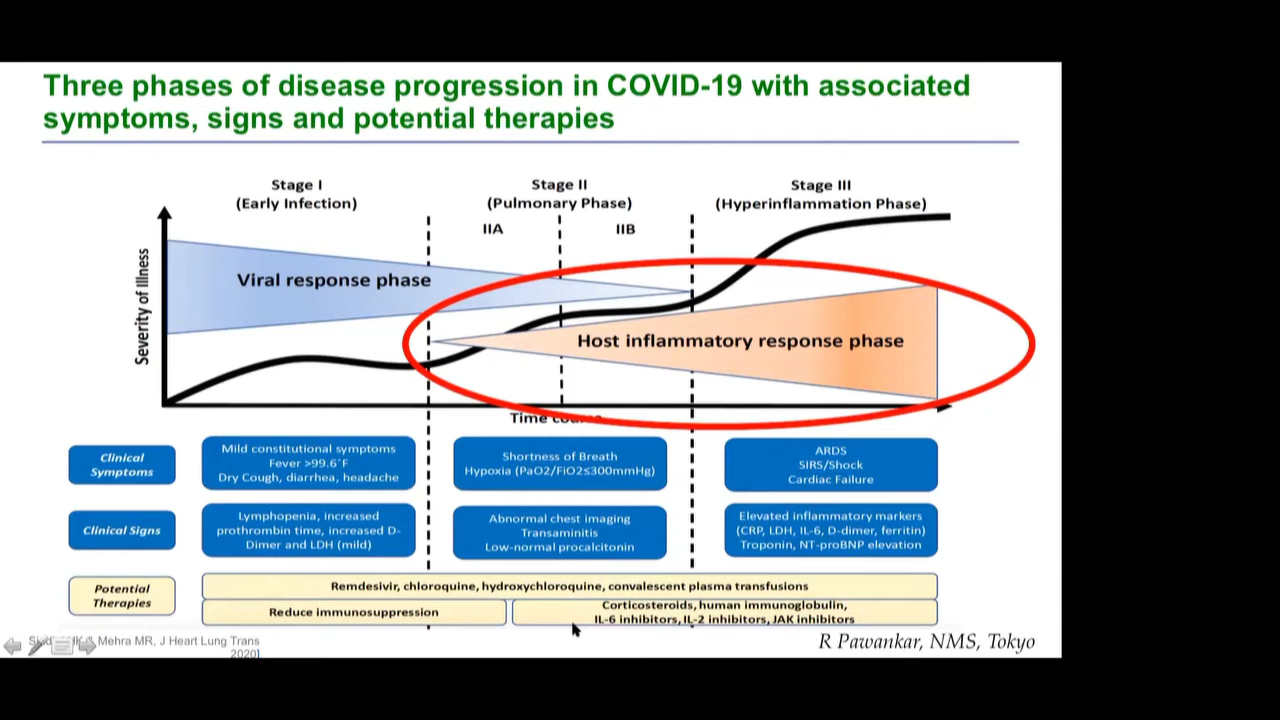 Three phases of disease progression in COVID-19 with associated
symptoms, signs and potential therapies
Stage I
(Early Infection)
Stage II
(Pulmonary Phase)
Stage III
(Hyperinflammation Phase)
IIA
IIB
Severity of Illness
Viral response phase
Host inflammatory response phase
Time
Clinical
Symptoms
Mild constitutional symptoms
Fever >99.6°F
Dry Cough, diarrhea, headache
Shortness of Breath
Hypoxia (PaO2/FiO2≤300mmHg)
ARDS
SIRS/Shock
Cardiac Failure
Clinical Signs
Lymphopenia, increased
prothrombin time, increased D-
Dimer and LDH (mild)
Abnormal chest imaging
Transaminitis
Low-normal procalcitonin
Elevated inflammatory markers
(CRP, LDH, IL-6, D-dimer, ferritin)
Troponin, NT-proBNP elevation
Potential
Therapies
Remdesivir, chloroquine, hydroxychloroquine, convalescent plasma transfusions
Reduce immunosuppression
Corticosteroids, human immunoglobulin,
IL-6 inhibitors, IL-2 inhibitors, JAK inhibitors
Mehra MR, J Heart Lung Trans
2020]
R Pawankar, NMS, Tokyo